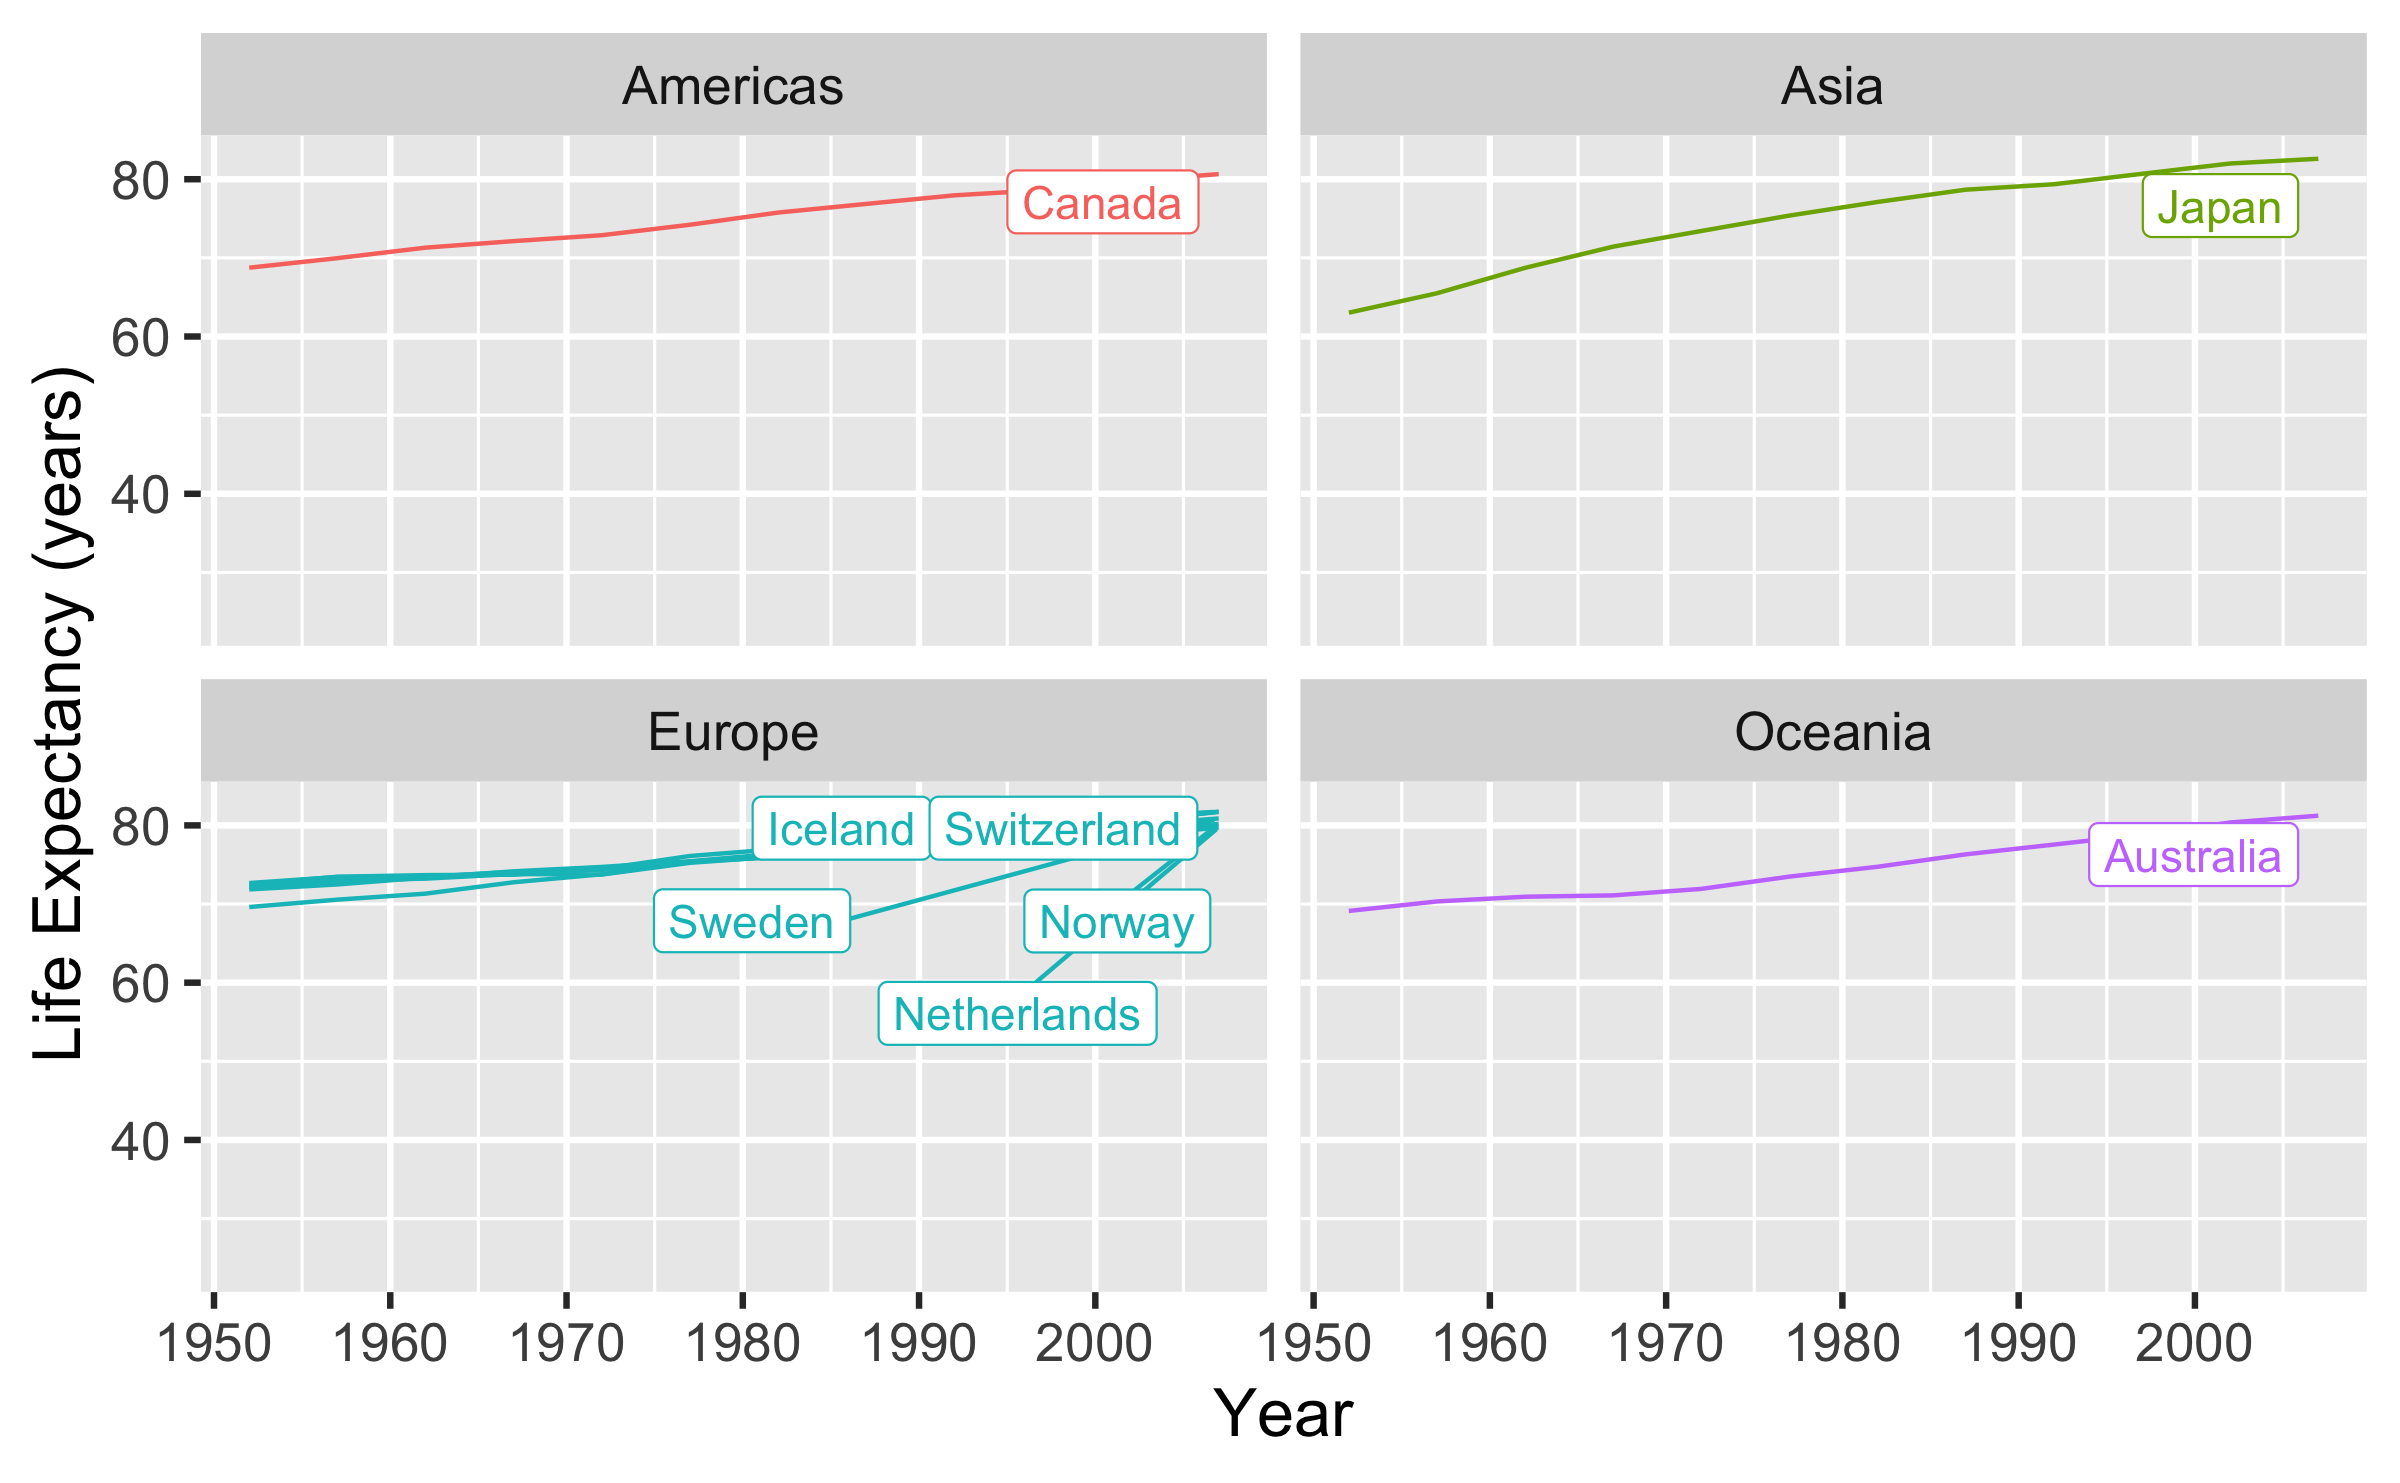 Americas
Asia
80
60
40
Canada
Japan
Life Expectancy (years)
Europe
Oceania
80
60
40
Iceland
Switzerland
Sweden
Norway
Netherlands
Australia
1950 1960 1970 1980 1990 2000
1950 1960 1970 1980 1990 2000
Year